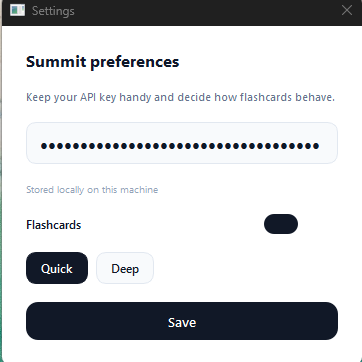 Settings
Summit preferences
Keep your API key handy and decide how flashcards behave.
••••••••••••••••••••••••••••••••••••
Stored locally on this machine
Flashcards
Quick Deep
Save